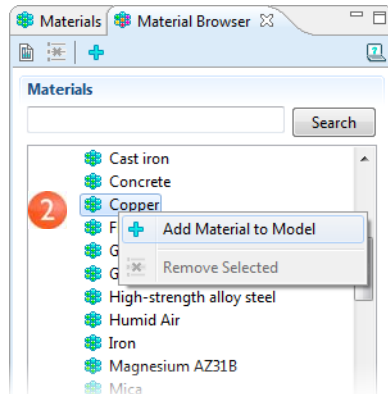 Materials Material Browser
Materials
Search
Cast iron
Concrete
2 Copper
F Add Material to Model
G
G Remove Selected
High-strength alloy steel
Humid Air
Iron
Magnesium AZ31B
Mica